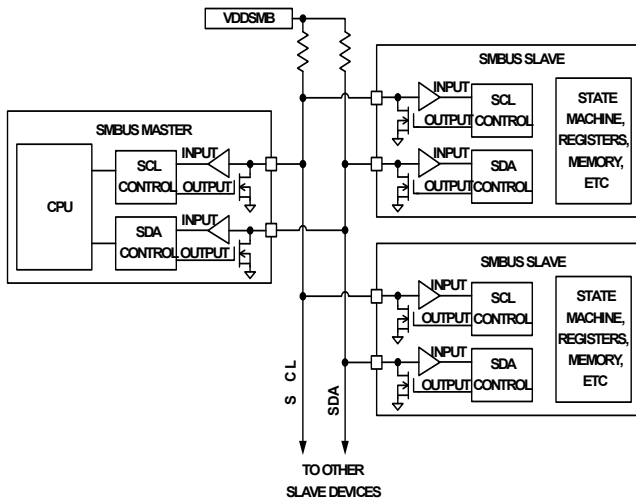 VDDSMB
SMBUS MASTER
CPU
SCL
CONTROL
INPUT
OUTPUT
SDA
CONTROL
INPUT
OUTPUT
SMBUS SLAVE
INPUT
OUTPUT
SCL
CONTROL
INPUT
OUTPUT
SDA
CONTROL
STATE
MACHINE,
REGISTERS,
MEMORY,
ETC
SMBUS SLAVE
INPUT
OUTPUT
SCL
CONTROL
INPUT
OUTPUT
SDA
CONTROL
STATE
MACHINE,
REGISTERS,
MEMORY,
ETC
S CL
SDA
TO OTHER
SLAVE DEVICES